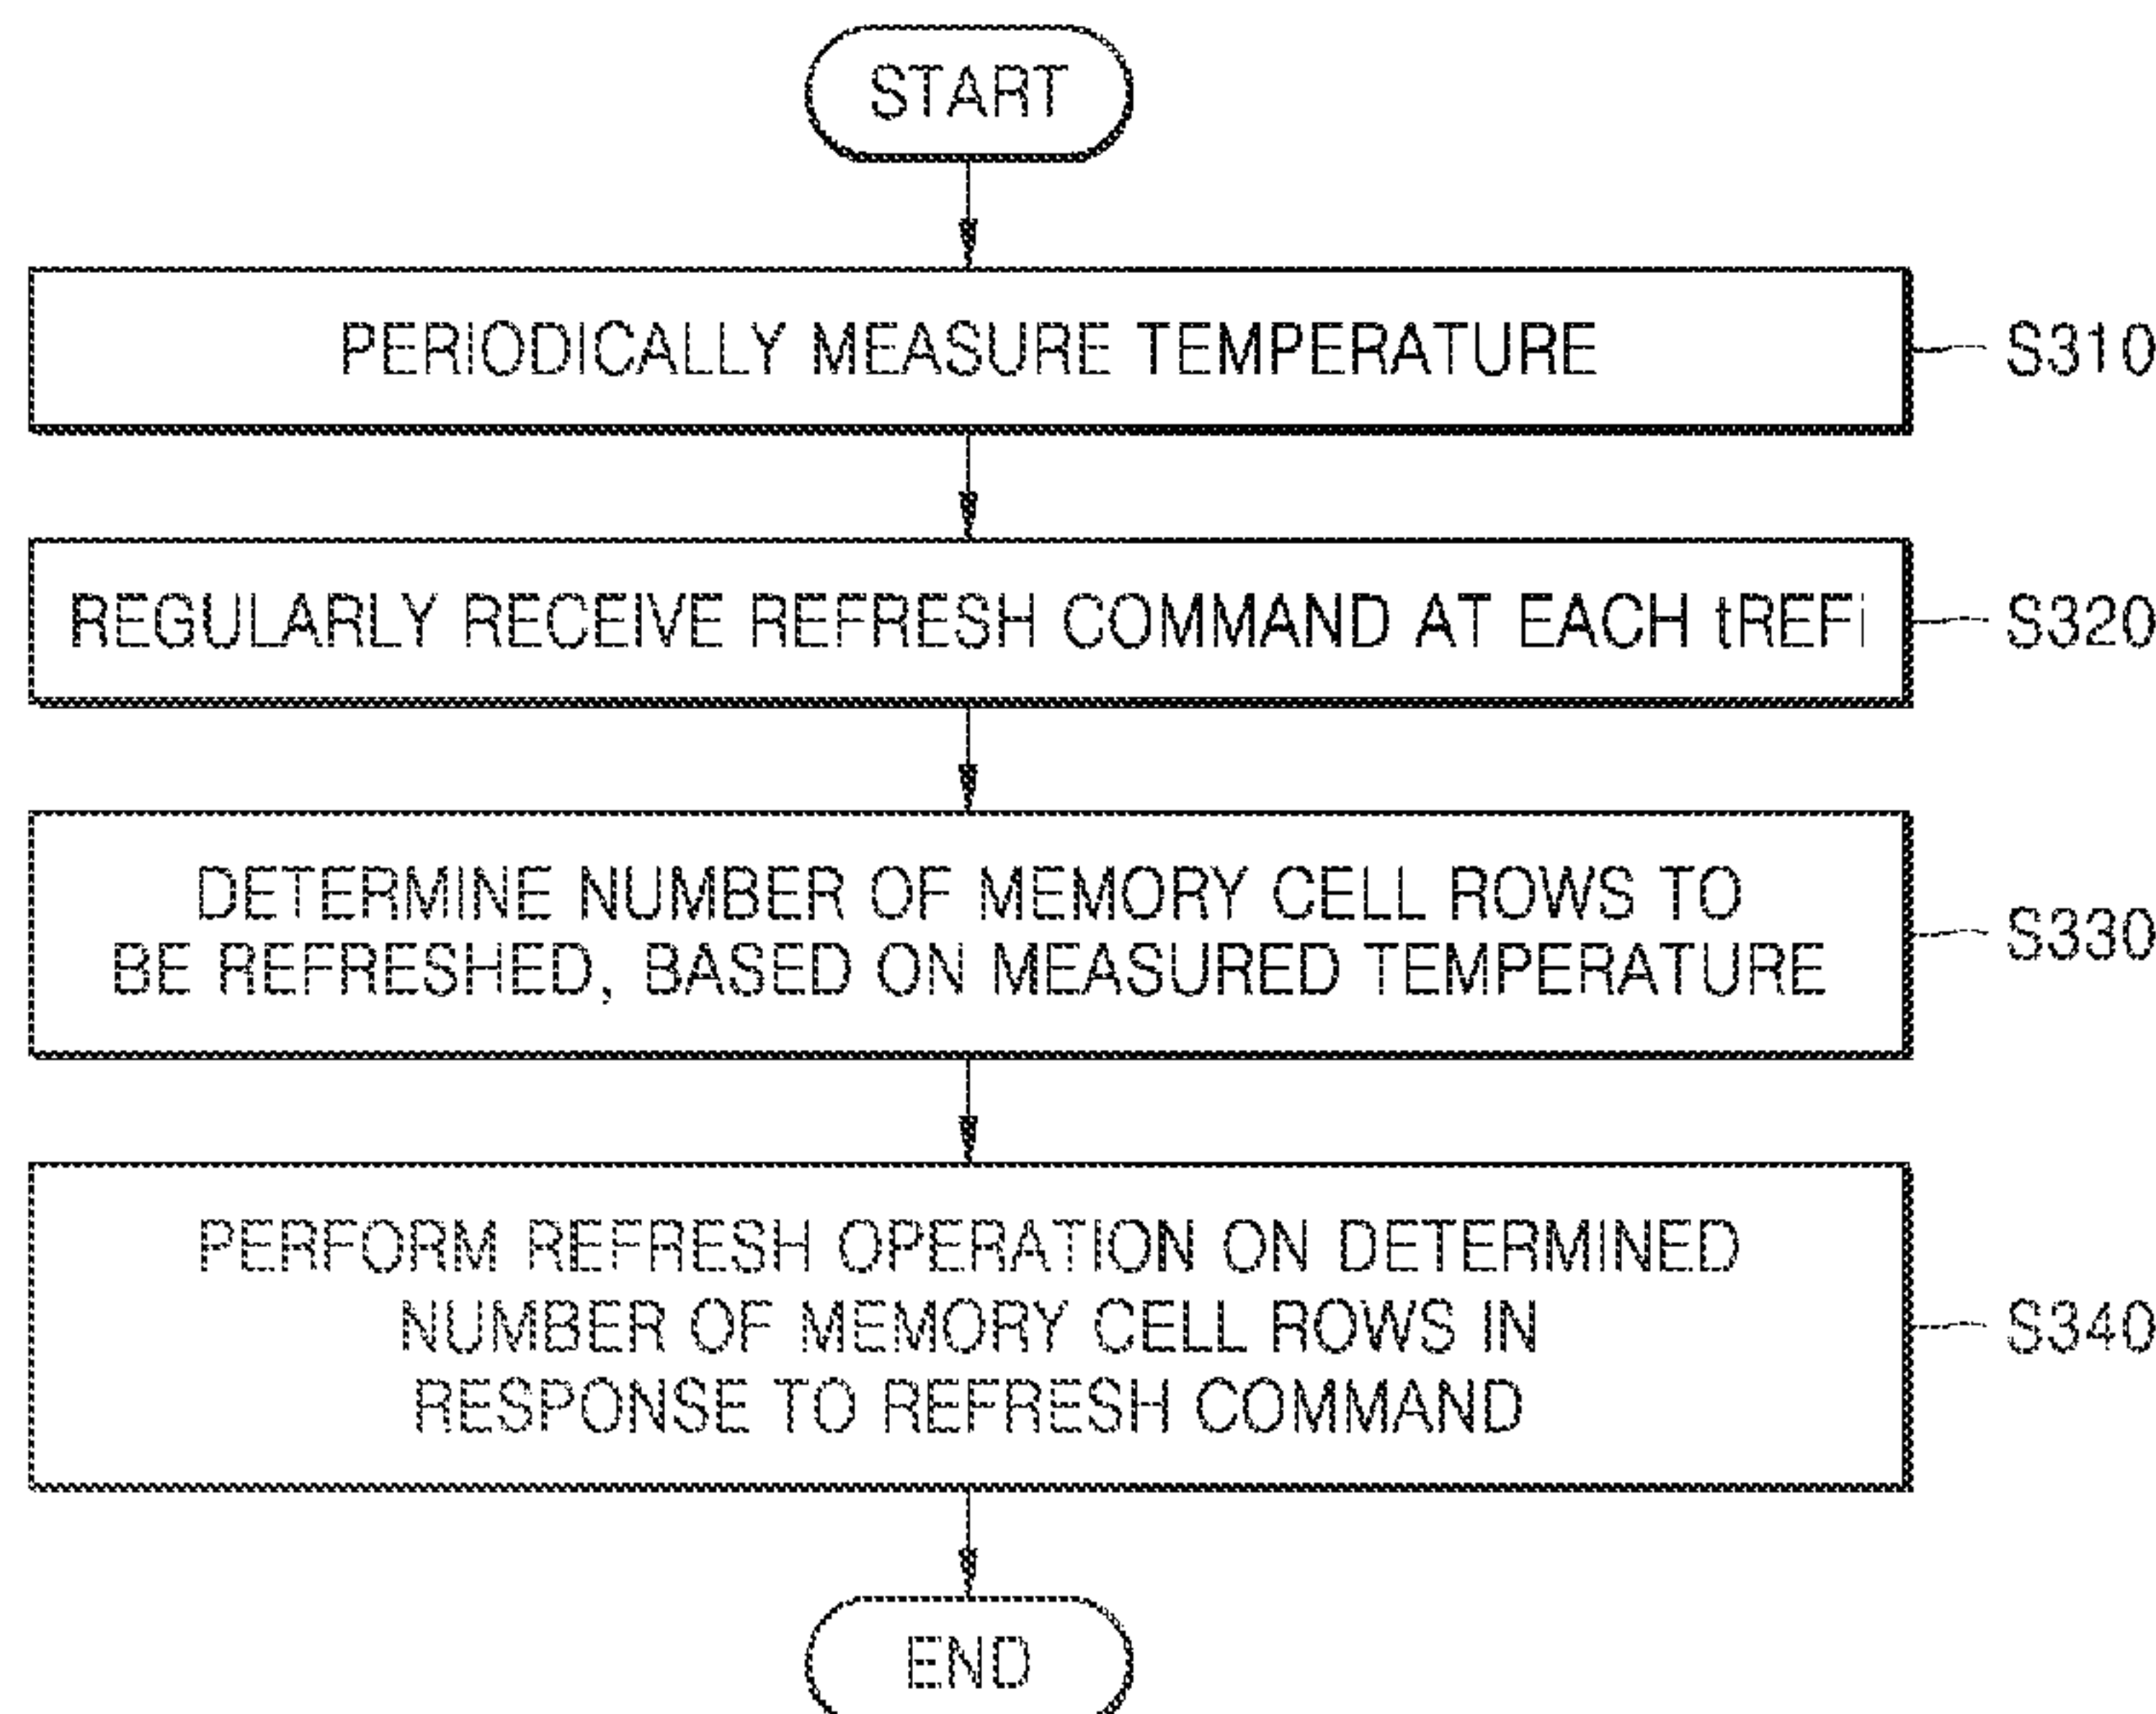 START
PERIODICALLY MEASURE TEMPERATURE
S310
REGULARLY RECEIVE REFRESH COMMAND AT EACH tREFi
S320
DETERMINE NUMBER OF MEMORY CELL ROWS TO
BE REFRESHED, BASED ON MEASURED TEMPERATURE
S330
PERFORM REFRESH OPERATION ON DETERMINED
NUMBER OF MEMORY CELL ROWS IN
RESPONSE TO REFRESH COMMAND
S340
END